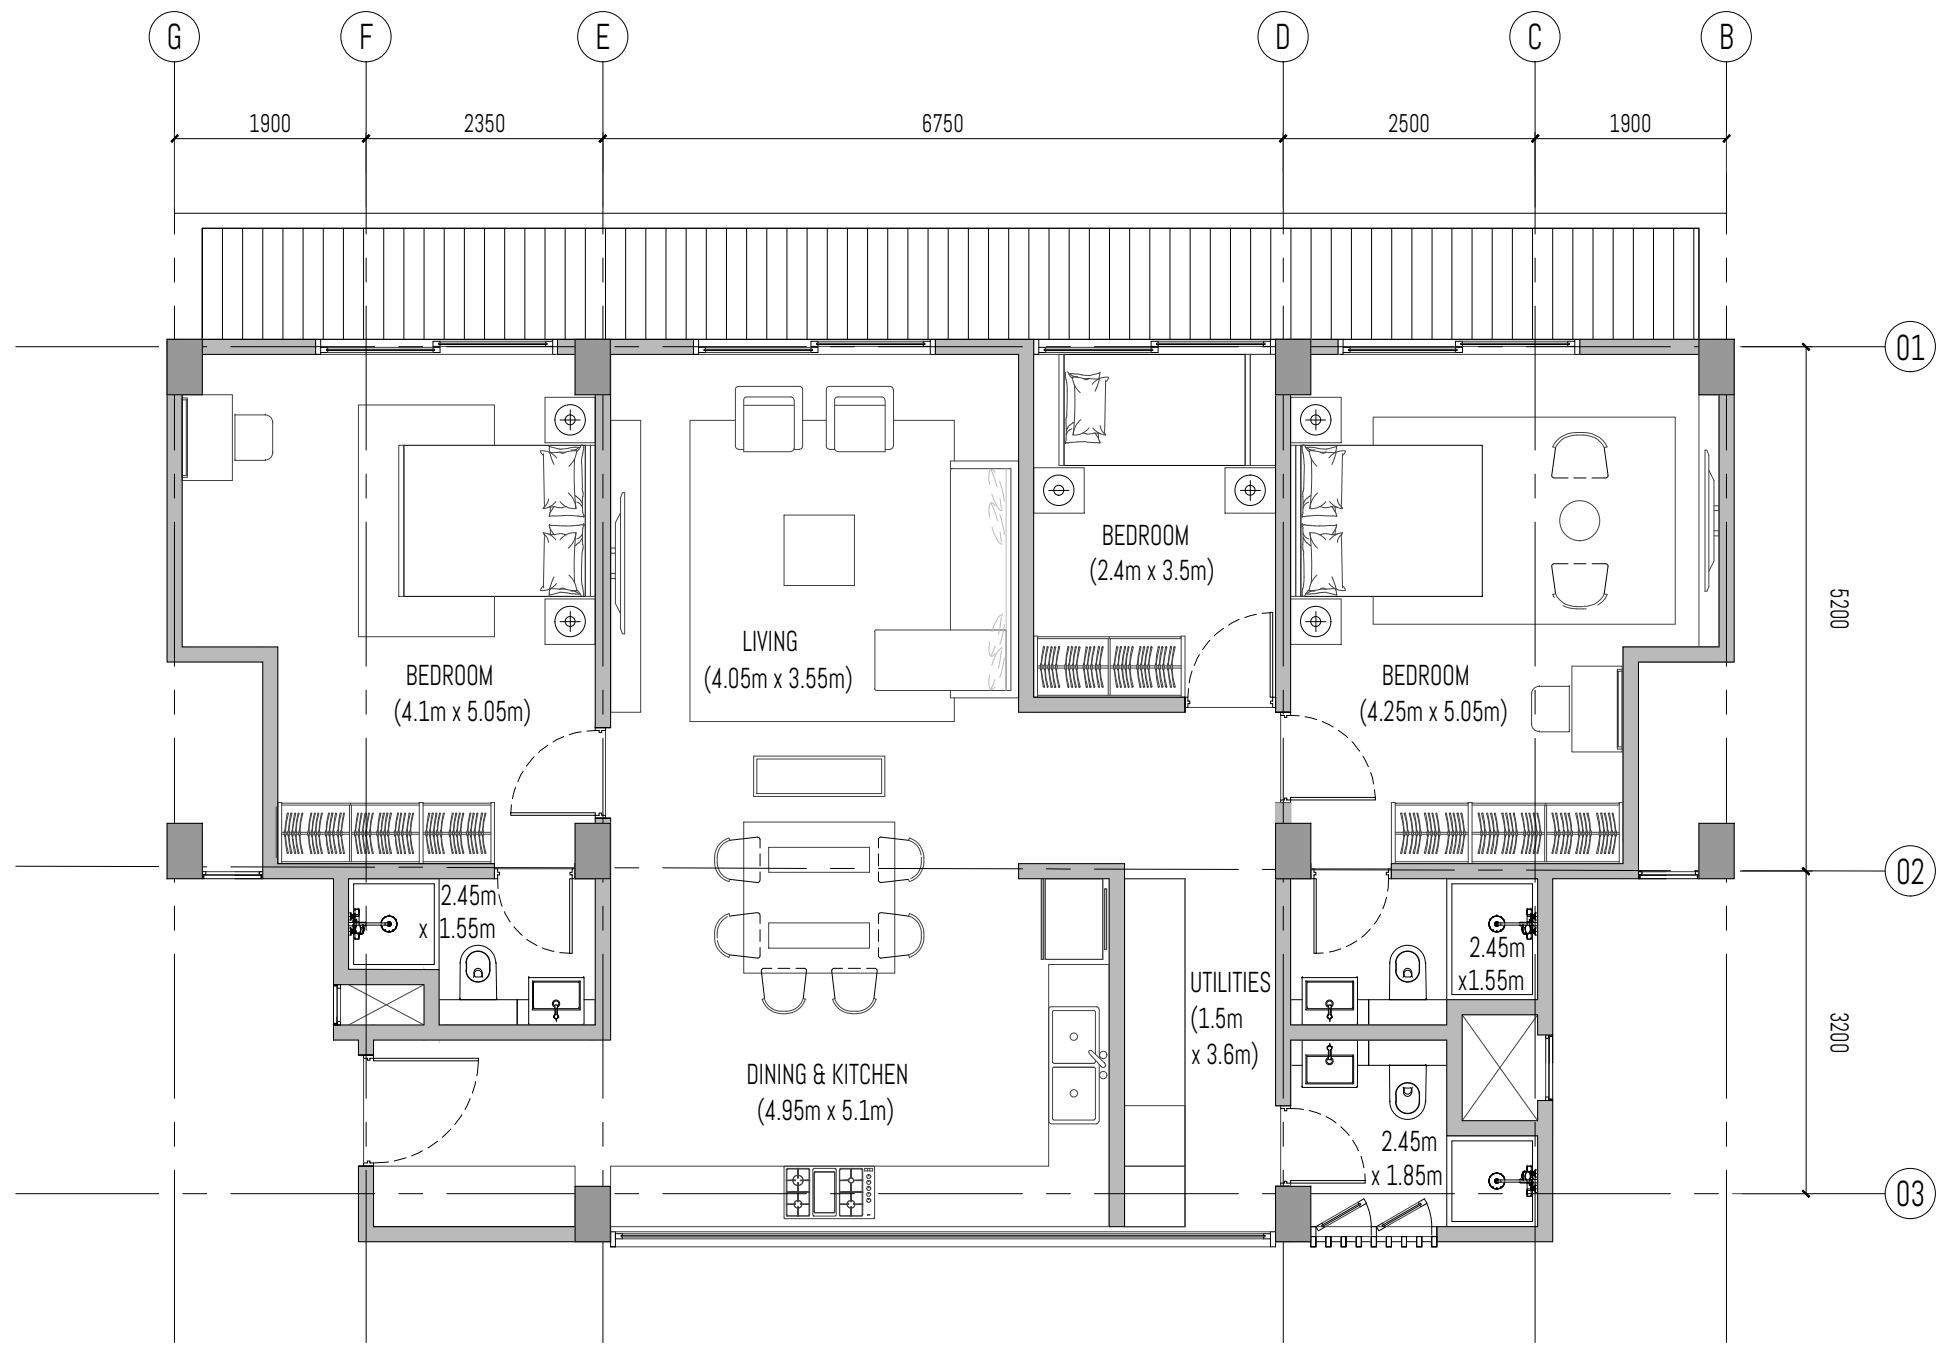 G F E D C B
1900 2350 6750 2500 1900
01
BEDROOM
(2.4m x 3.5m)
5200
LIVING
(4.05m x 3.55m)
BEDROOM
(4.1m x 5.05m)
BEDROOM
(4.25m x 5.05m)
02
2.45m
x 1.55m
2.45m
x1.55m
UTILITIES
(1.5m
x 3.6m)
3200
DINING & KITCHEN
(4.95m x 5.1m)
2.45m
x 1.85m
03